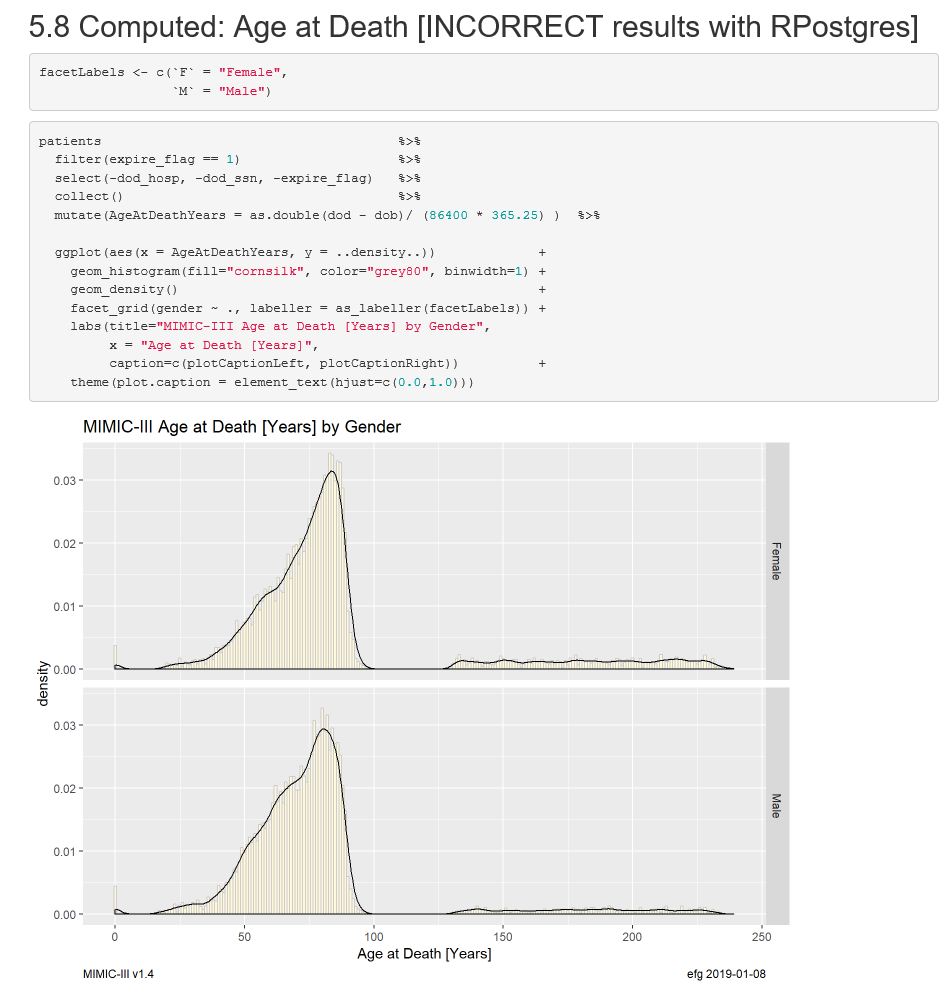 5.8 Computed: Age at Death [INCORRECT results with RPostgres]
facetLabels <- c(`F` = "Female",
`M` = "Male")
patients %>%
filter(expire_flag == 1) %>%
select(-dod_hosp, -dod_ssn, -expire_flag) %>%
collect() %>%
mutate(AgeAtDeathYears = as.double(dod - dob)/ (86400 * 365.25) ) %>%
ggplot(aes(x = AgeAtDeathYears, y = ..density..)) +
geom_histogram(fill="cornsilk", color="grey80", binwidth=1) +
geom_density() +
facet_grid(gender ~ ., labeller = as_labeller(facetLabels)) +
labs(title="MIMIC-III Age at Death [Years] by Gender",
x = "Age at Death [Years]",
caption=c(plotCaptionLeft, plotCaptionRight)) +
theme(plot.caption = element_text(hjust=c(0.0,1.0)))
MIMIC-III Age at Death [Years] by Gender
0.03
0.02
0.01
0.00
Female
density
0.03
0.02
0.01
0.00
Male
0 50 100 150 200 250
Age at Death [Years]
MIMIC-III v1.4 efg 2019-01-08